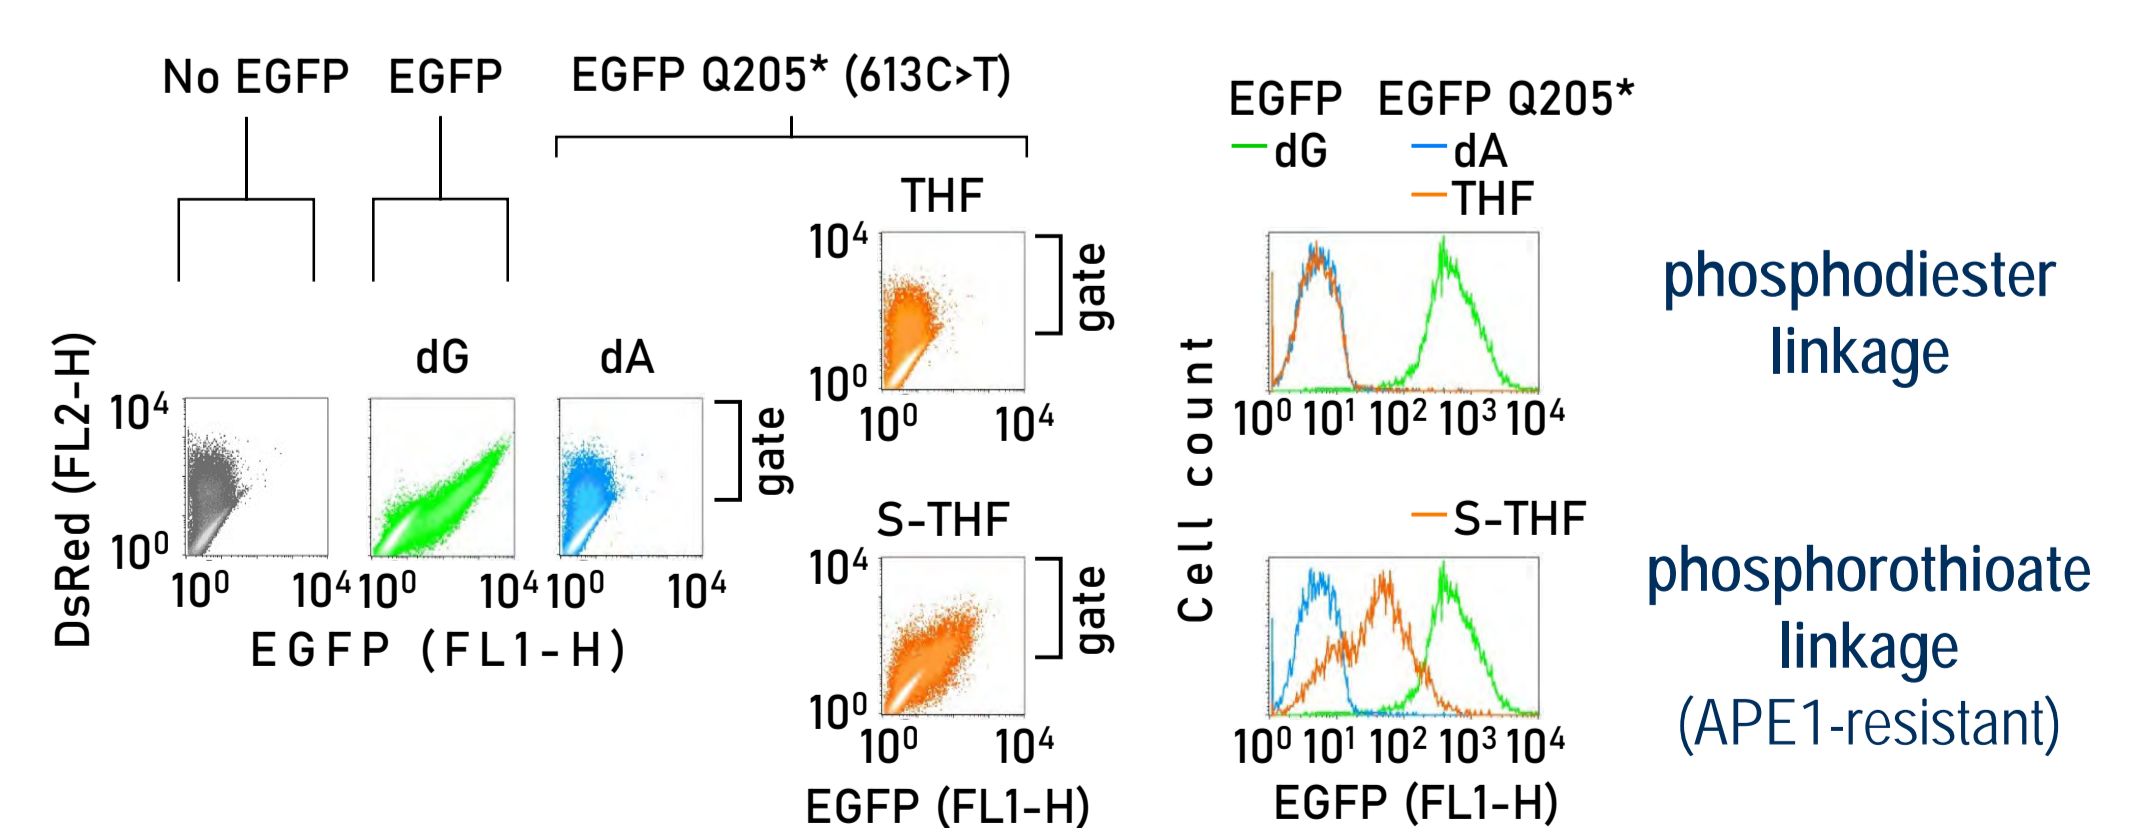 No EGFP
EGFP
EGFP Q205* (613C>T)
THF
10⁴
10⁰
10⁰ 10⁴
gate
dG
dA
DsRed (FL2-H)
10⁴
10⁰
10⁰ 10⁴
10⁰ 10⁴
10⁰ 10⁴
gate
EGFP (FL1-H)
S-THF
10⁴
10⁰
10⁰ 10⁴
gate
EGFP (FL1-H)
EGFP EGFP Q205*
dG dA
THF
Cell count
10⁰ 10¹ 10² 10³ 10⁴
S-THF
10⁰ 10¹ 10² 10³ 10⁴
EGFP (FL1-H)
phosphodiester
linkage
phosphorothioate
linkage
(APE1-resistant)